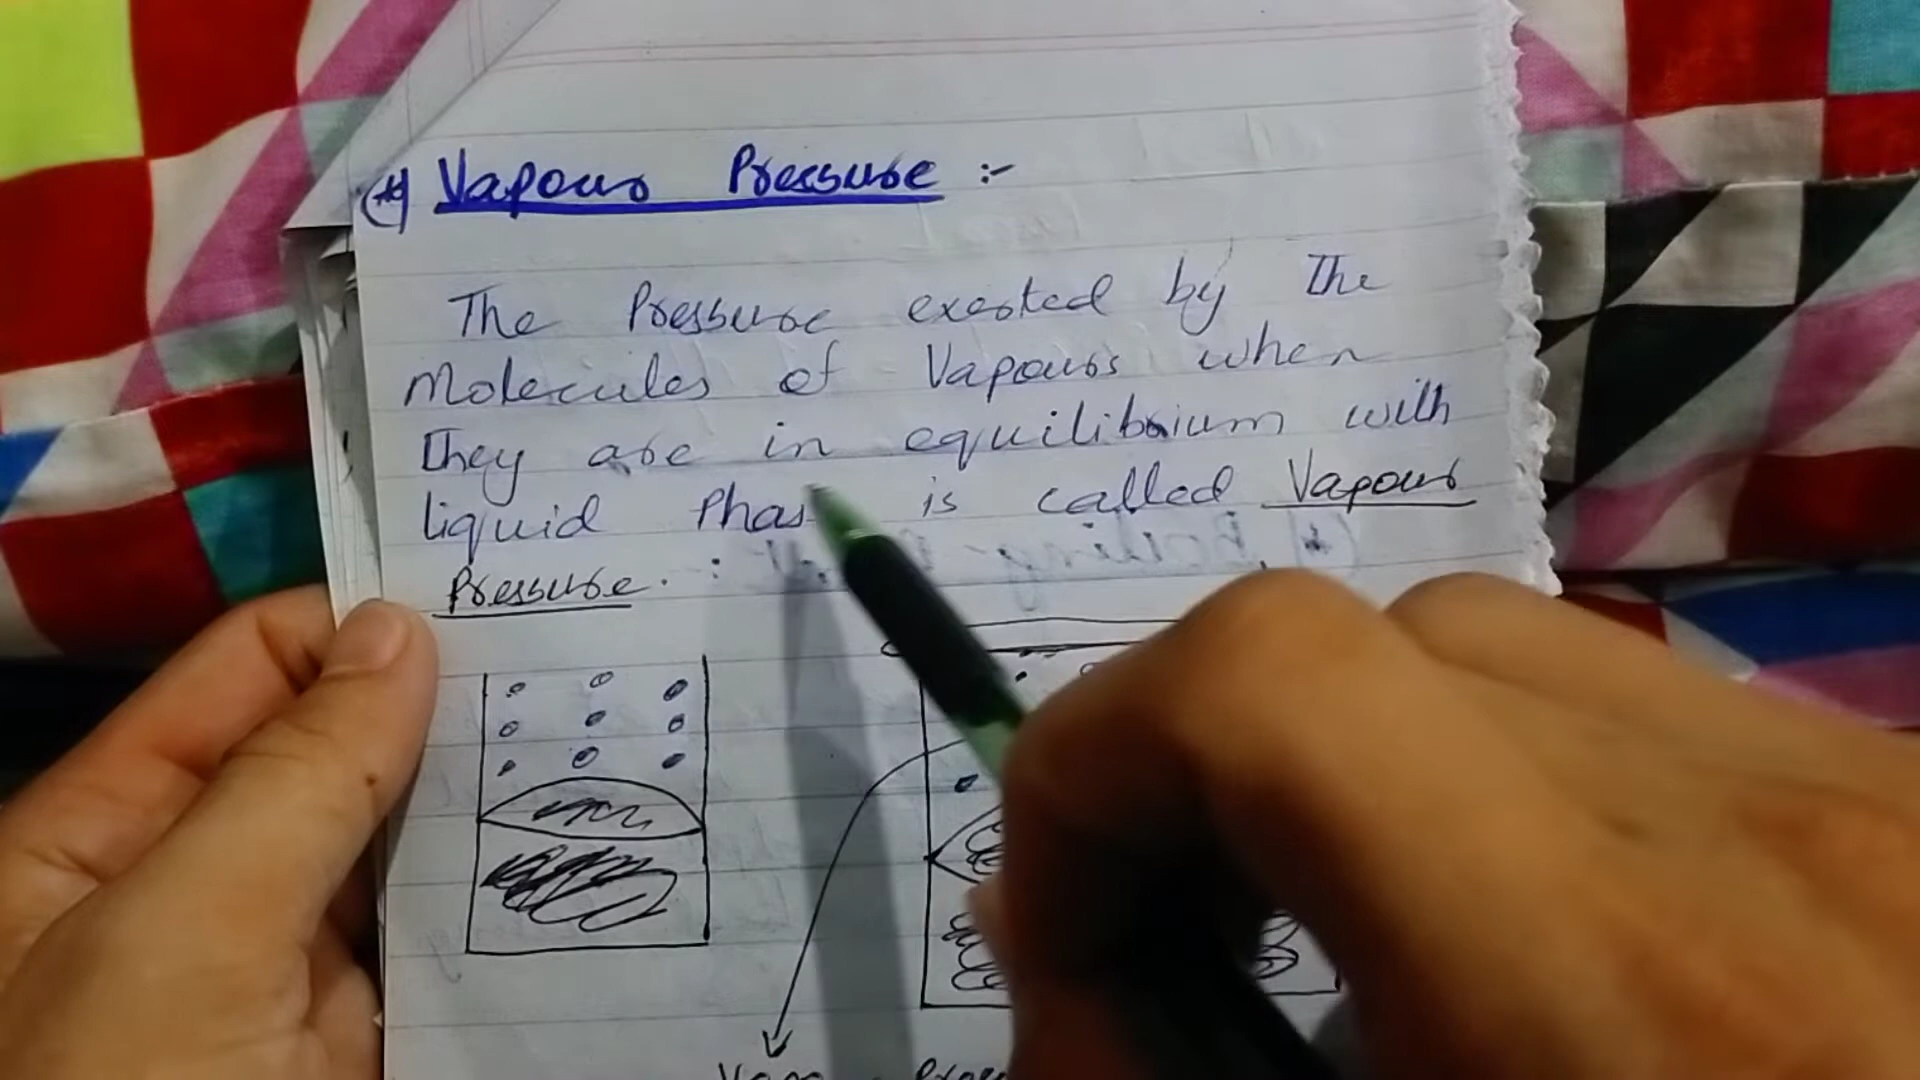 (*) Vapour Pressure :-
The Pressure exerted by the
Molecules of Vapours when
They are in equilibrium with
liquid Phas is called Vapour
Pressure.